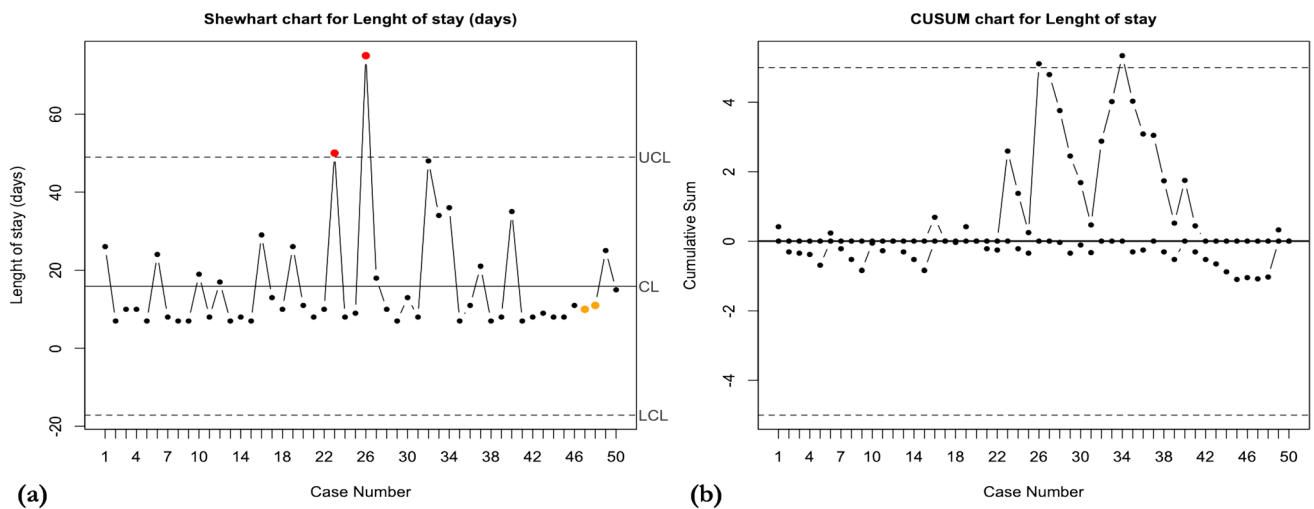 Shewhart chart for Lenght of stay (days)
Lenght of stay (days)
60
40
20
0
-20
UCL
CL
LCL
1 4 7 10 14 18 22 26 30 34 38 42 46 50
Case Number
(a)
CUSUM chart for Lenght of stay
Cumulative Sum
4
2
0
-2
-4
1 4 7 10 14 18 22 26 30 34 38 42 46 50
Case Number
(b)